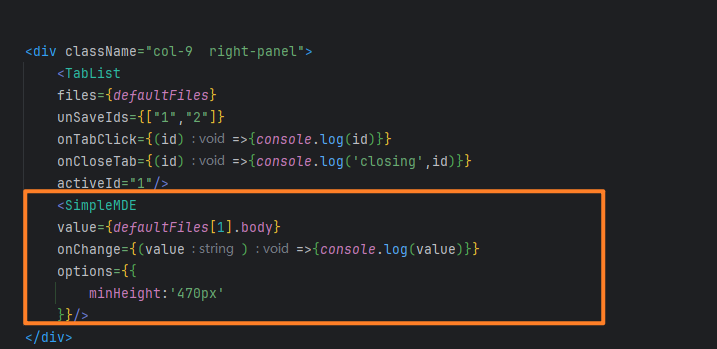 <div className="col-9  right-panel">
<TabList
files={defaultFiles}
unSaveIds={["1","2"]}
onTabClick={(id) :void =>{console.log(id)}}
onCloseTab={(id) :void =>{console.log('closing',id)}}
activeId="1"/>
<SimpleMDE
value={defaultFiles[1].body}
onChange={(value :string ) :void =>{console.log(value)}}
options={{
minHeight:'470px'
}}/>
</div>